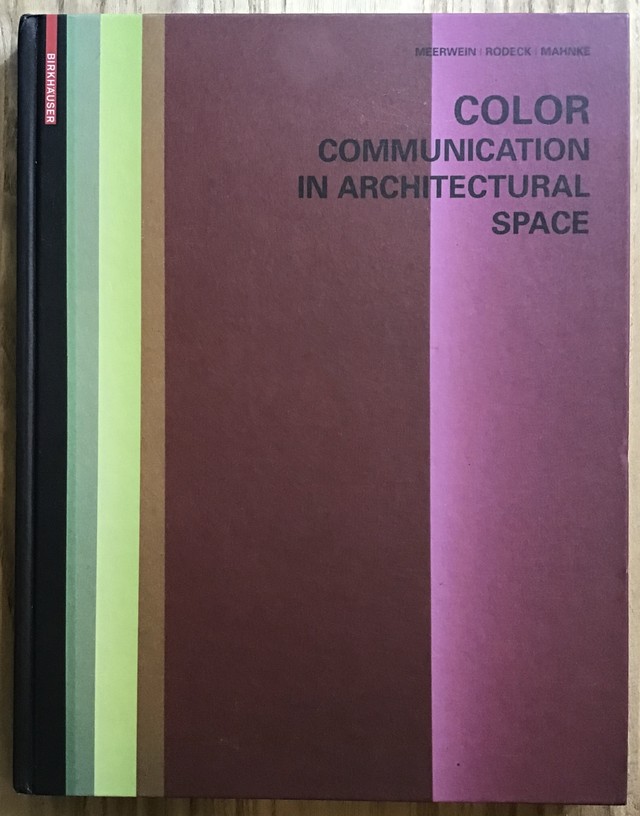 BIRKHÄUSER
MEERWEIN | RODECK | MAHNKE
COLOR
COMMUNICATION
IN ARCHITECTURAL
SPACE